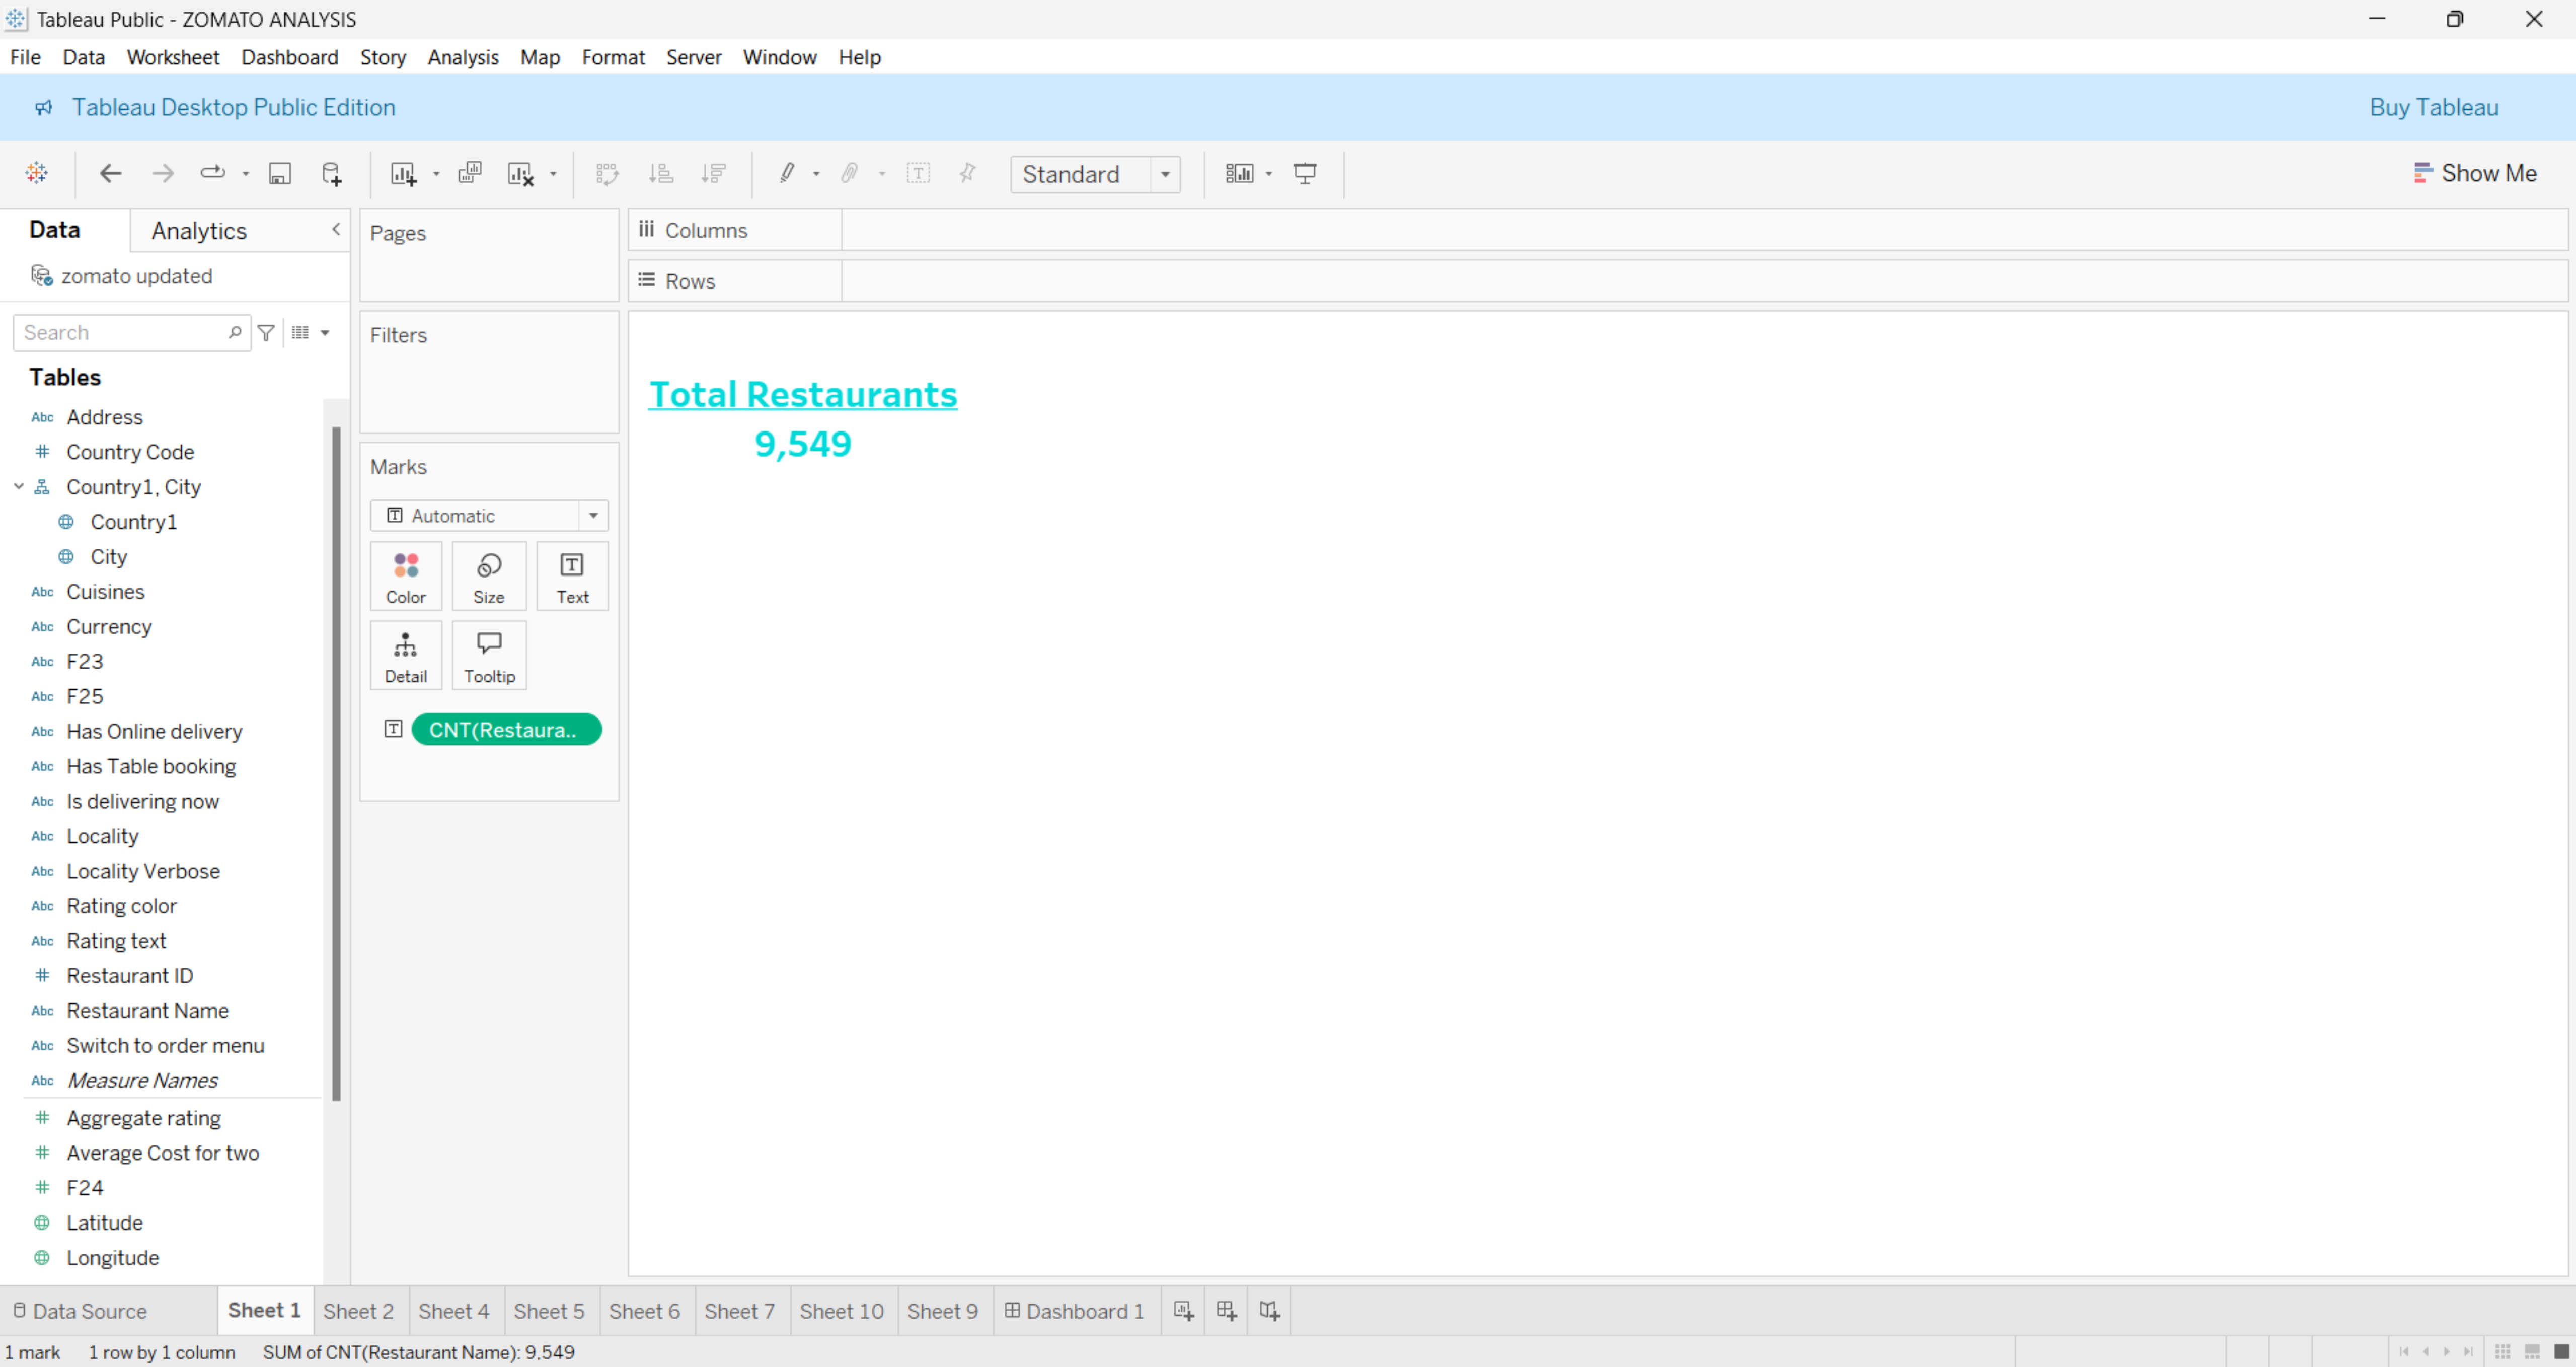 Tableau Public - ZOMATO ANALYSIS
File Data Worksheet Dashboard Story Analysis Map Format Server Window Help
Tableau Desktop Public Edition
Buy Tableau
Standard
Show Me
Data
Analytics
zomato updated
Search
Tables
Abc Address
# Country Code
Country1, City
Country1
City
Abc Cuisines
Abc Currency
Abc F23
Abc F25
Abc Has Online delivery
Abc Has Table booking
Abc Is delivering now
Abc Locality
Abc Locality Verbose
Abc Rating color
Abc Rating text
# Restaurant ID
Abc Restaurant Name
Abc Switch to order menu
Abc Measure Names
# Aggregate rating
# Average Cost for two
# F24
Latitude
Longitude
Pages
Filters
Marks
T Automatic
Color
Size
T
Text
Detail
Tooltip
T CNT(Restaura..
Columns
Rows
Total Restaurants
9,549
Data Source Sheet 1 Sheet 2 Sheet 4 Sheet 5 Sheet 6 Sheet 7 Sheet 10 Sheet 9 Dashboard 1
1 mark 1 row by 1 column SUM of CNT(Restaurant Name): 9,549